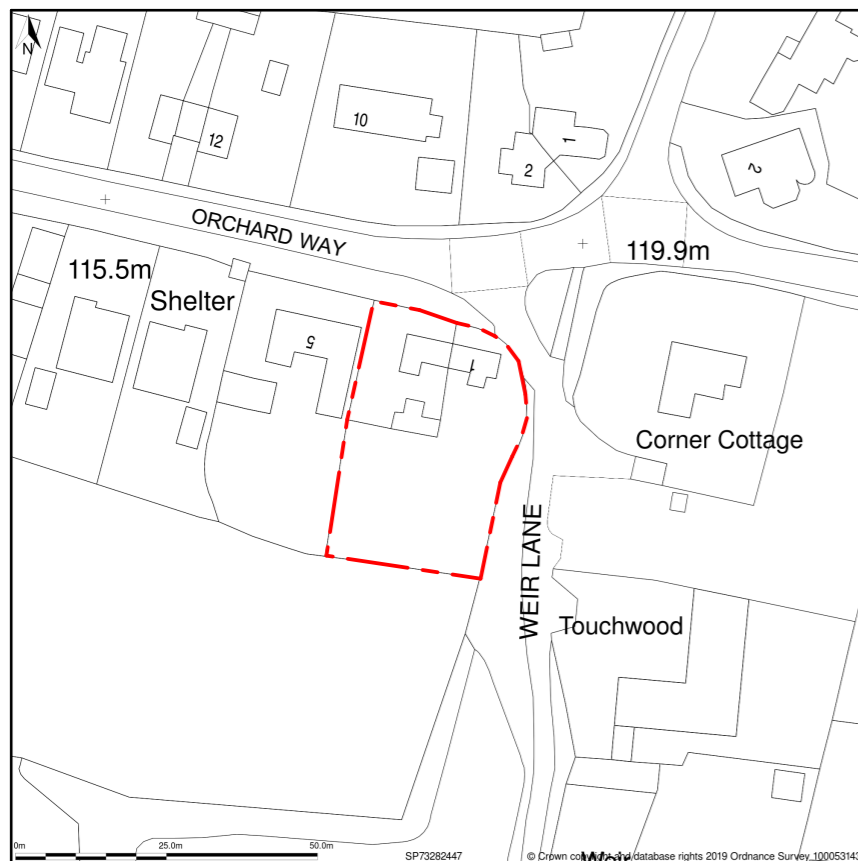 N
10
12
1
2
2
ORCHARD WAY
119.9m
115.5m
Shelter
5
1
Corner Cottage
WEIR LANE
Touchwood
0m 25.0m 50.0m
SP73282447
© Crown copyright and database rights 2019 Ordnance Survey